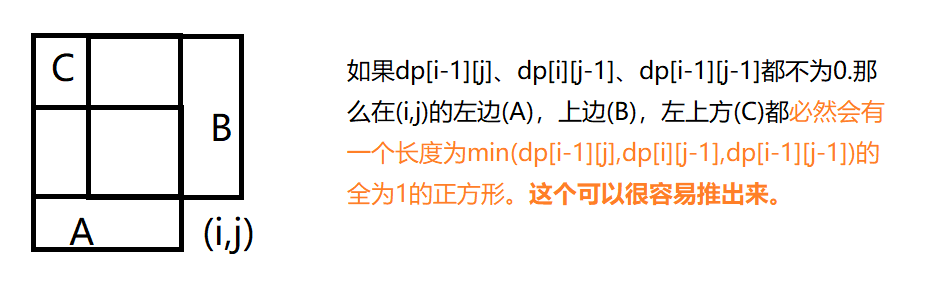 C
B
A
(i,j)
如果dp[i-1][j]、dp[i][j-1]、dp[i-1][j-1]都不为0.那
么在(i,j)的左边(A)，上边(B)，左上方(C)都必然会有
一个长度为min(dp[i-1][j],dp[i][j-1],dp[i-1][j-1])的
全为1的正方形。这个可以很容易推出来。